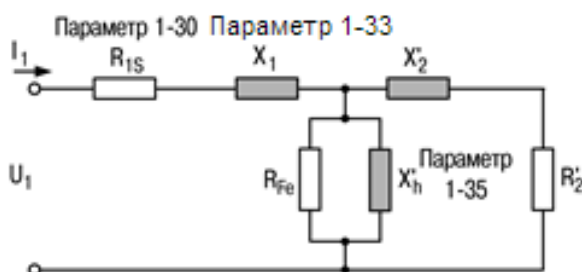 Параметр 1-30 Параметр 1-33
I₁
R₁S
X₁
X'₂
U₁
RFe
X'h
Параметр
1-35
R'₂